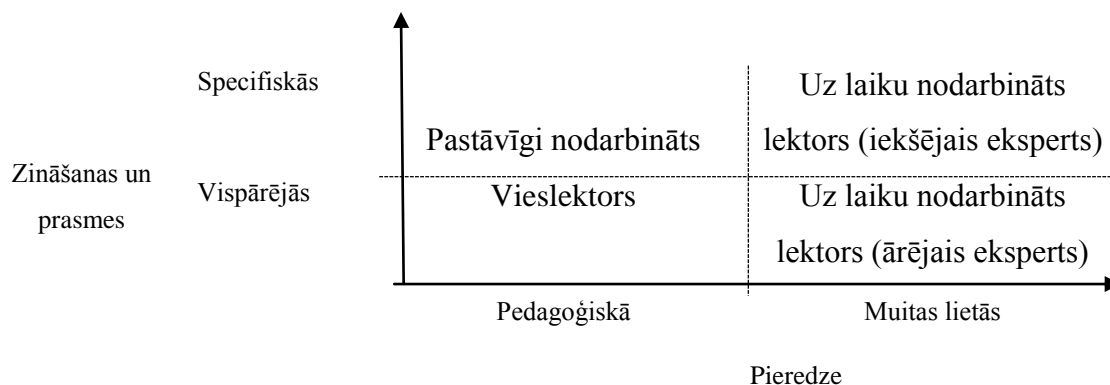 Specifiskās
Uz laiku nodarbināts
Pastāvīgi nodarbināts
lektors (iekšējais eksperts)
Zināšanas un
prasmes
Vispārējās
Vieslektors
Uz laiku nodarbināts
lektors (ārējais eksperts)
Pedagoģiskā
Muitas lietās
Pieredze